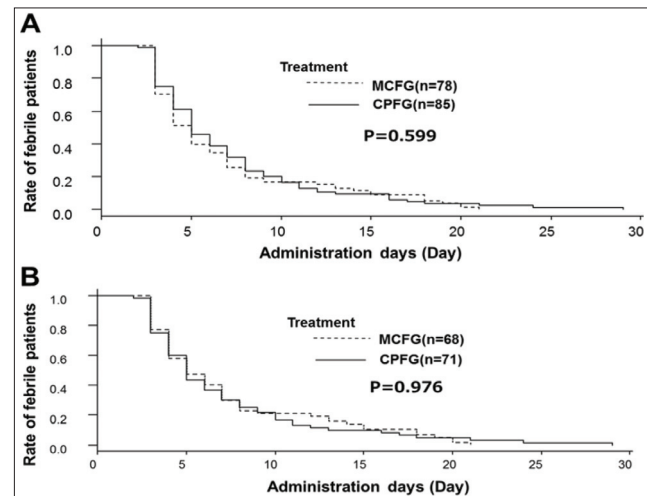 A
Treatment
MCFG(n=78)
CPFG(n=85)
P=0.599
Rate of febrile patients
1.0
0.8
0.6
0.4
0.2
0.0
0 5 10 15 20 25 30
Administration days (Day)
B
Treatment
MCFG(n=68)
CPFG(n=71)
P=0.976
Rate of febrile patients
1.0
0.8
0.6
0.4
0.2
0.0
0 5 10 15 20 25 30
Administration days (Day)